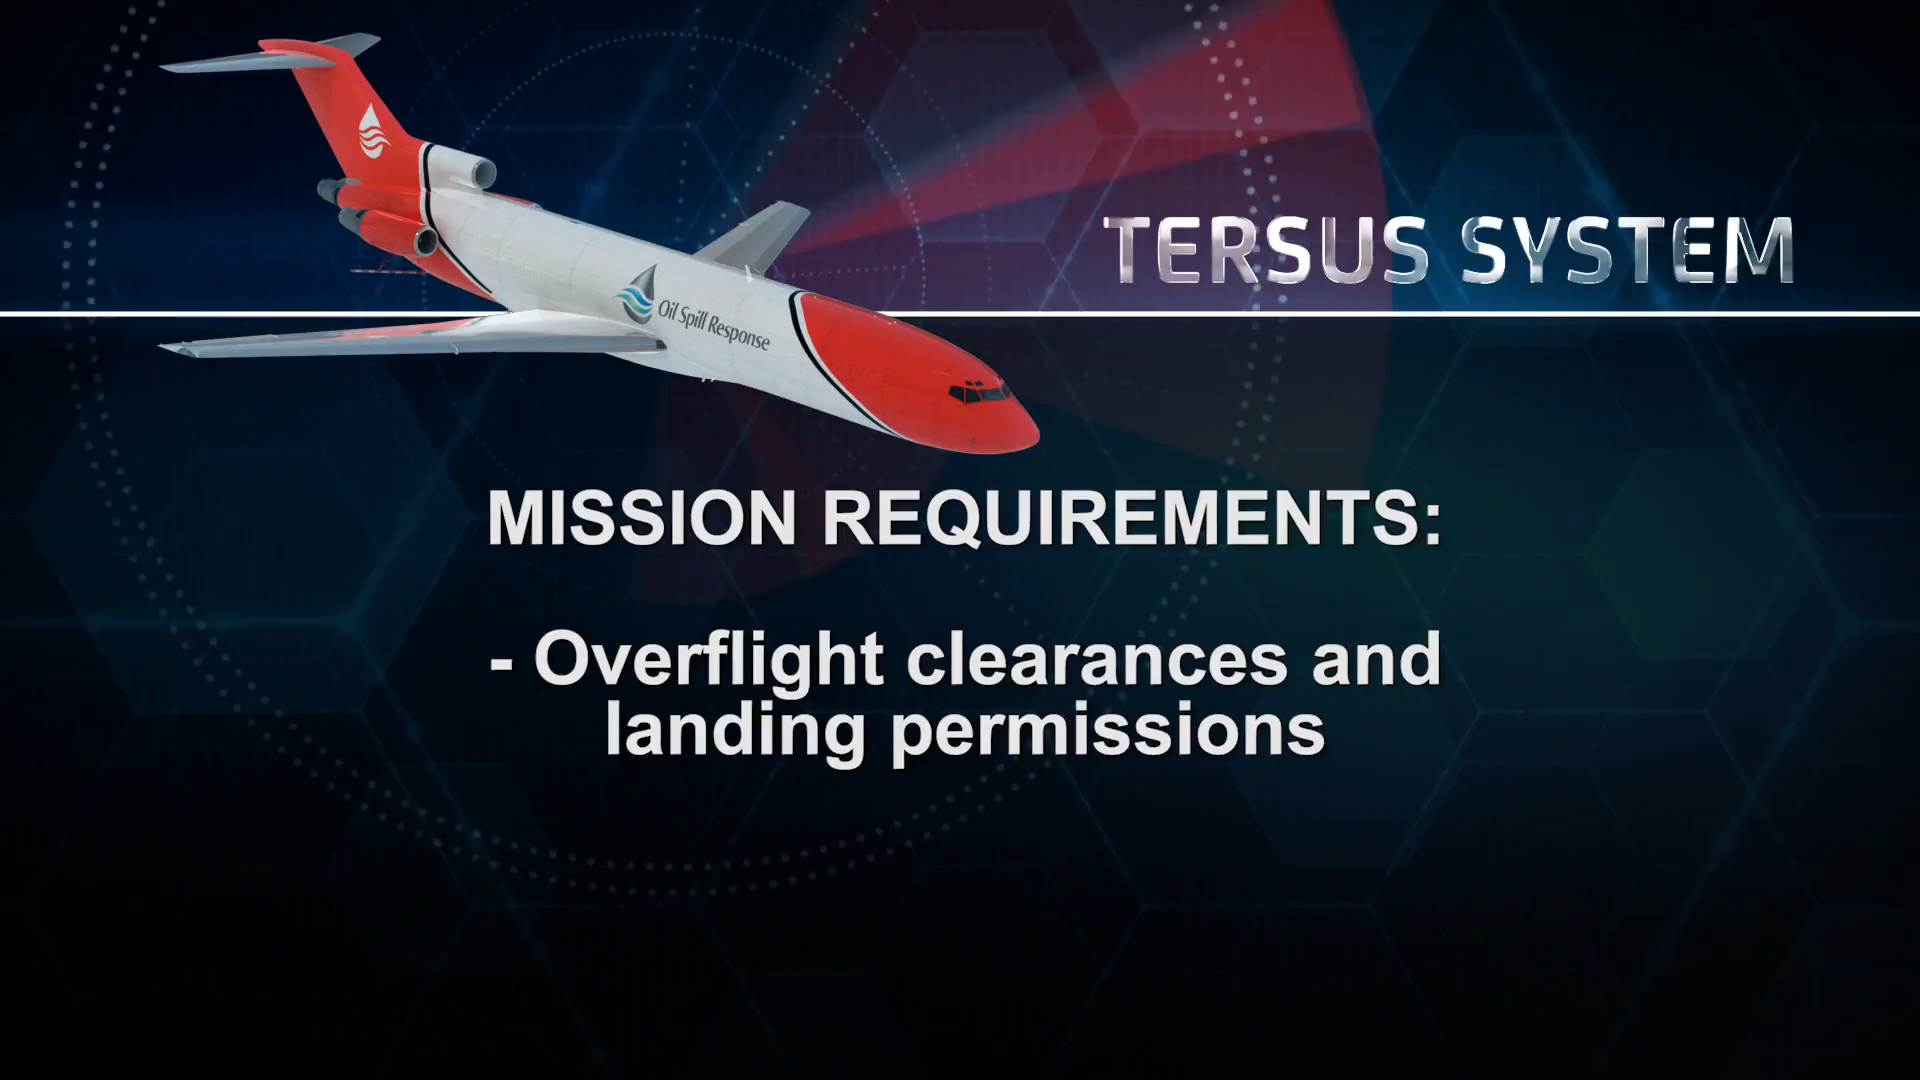 TERSUS SYSTEM
Oil Spill Response
MISSION REQUIREMENTS:
- Overflight clearances and
landing permissions